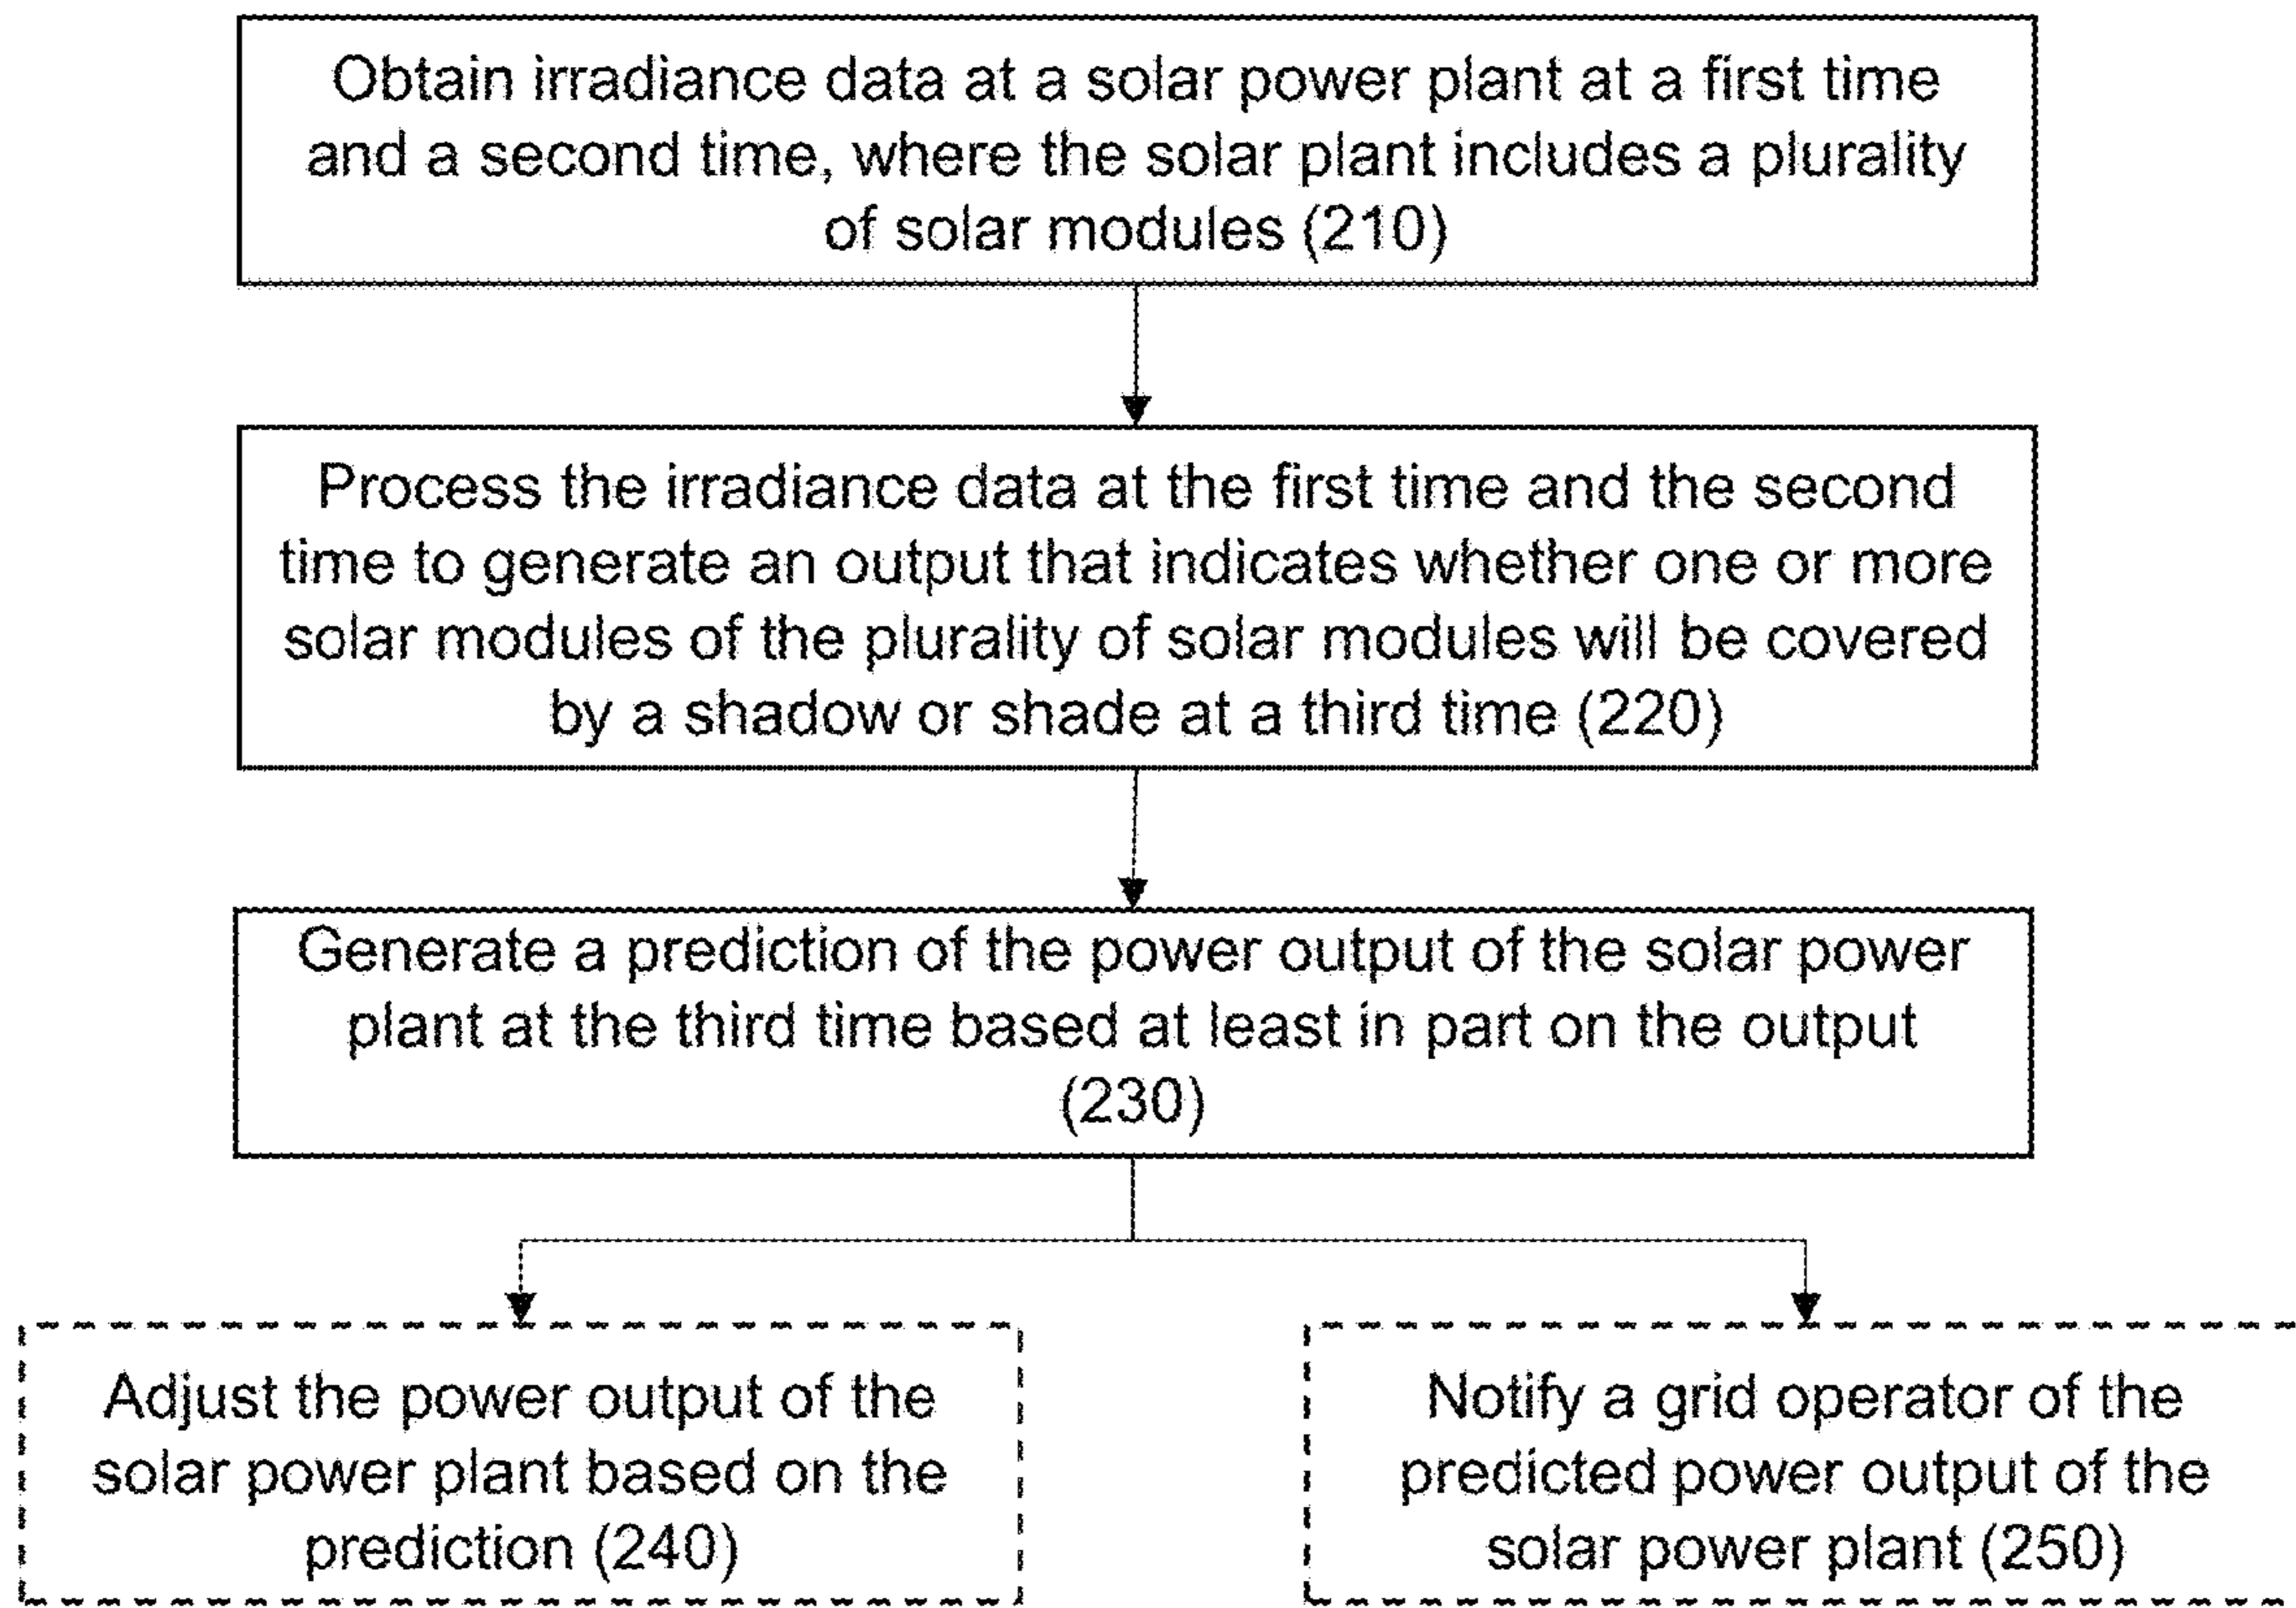 Obtain irradiance data at a solar power plant at a first time
and a second time, where the solar plant includes a plurality
of solar modules (210)
Process the irradiance data at the first time and the second
time to generate an output that indicates whether one or more
solar modules of the plurality of solar modules will be covered
by a shadow or shade at a third time (220)
Generate a prediction of the power output of the solar power
plant at the third time based at least in part on the output
(230)
Adjust the power output of the
solar power plant based on the
prediction (240)
Notify a grid operator of the
predicted power output of the
solar power plant (250)